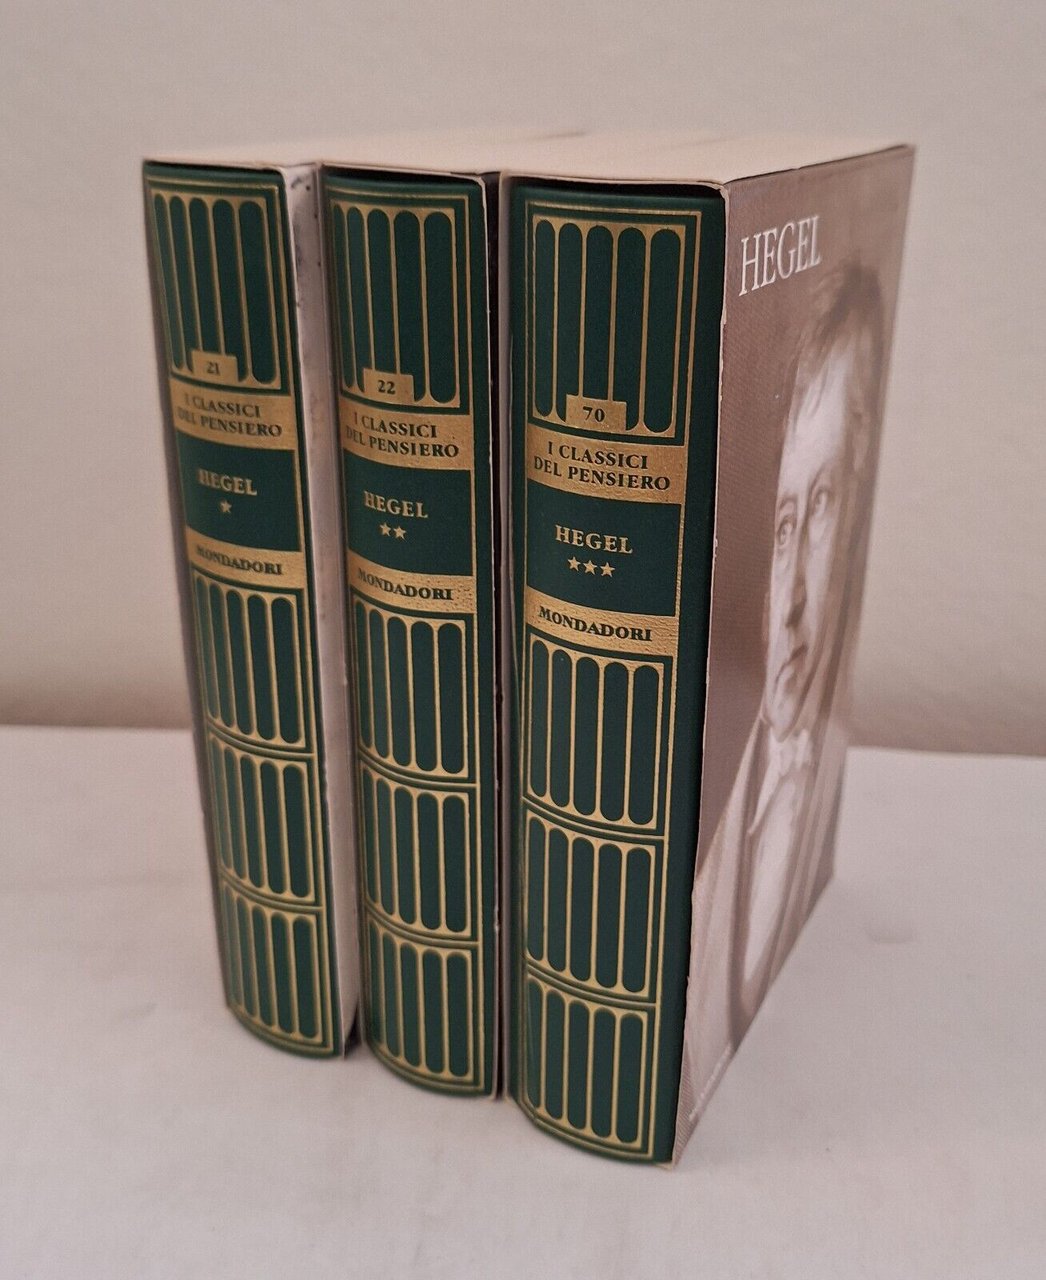 21
I CLASSICI
DEL PENSIERO
HEGEL
★
MONDADORI
22
I CLASSICI
DEL PENSIERO
HEGEL
★★
MONDADORI
70
I CLASSICI
DEL PENSIERO
HEGEL
★★★
MONDADORI
HEGEL